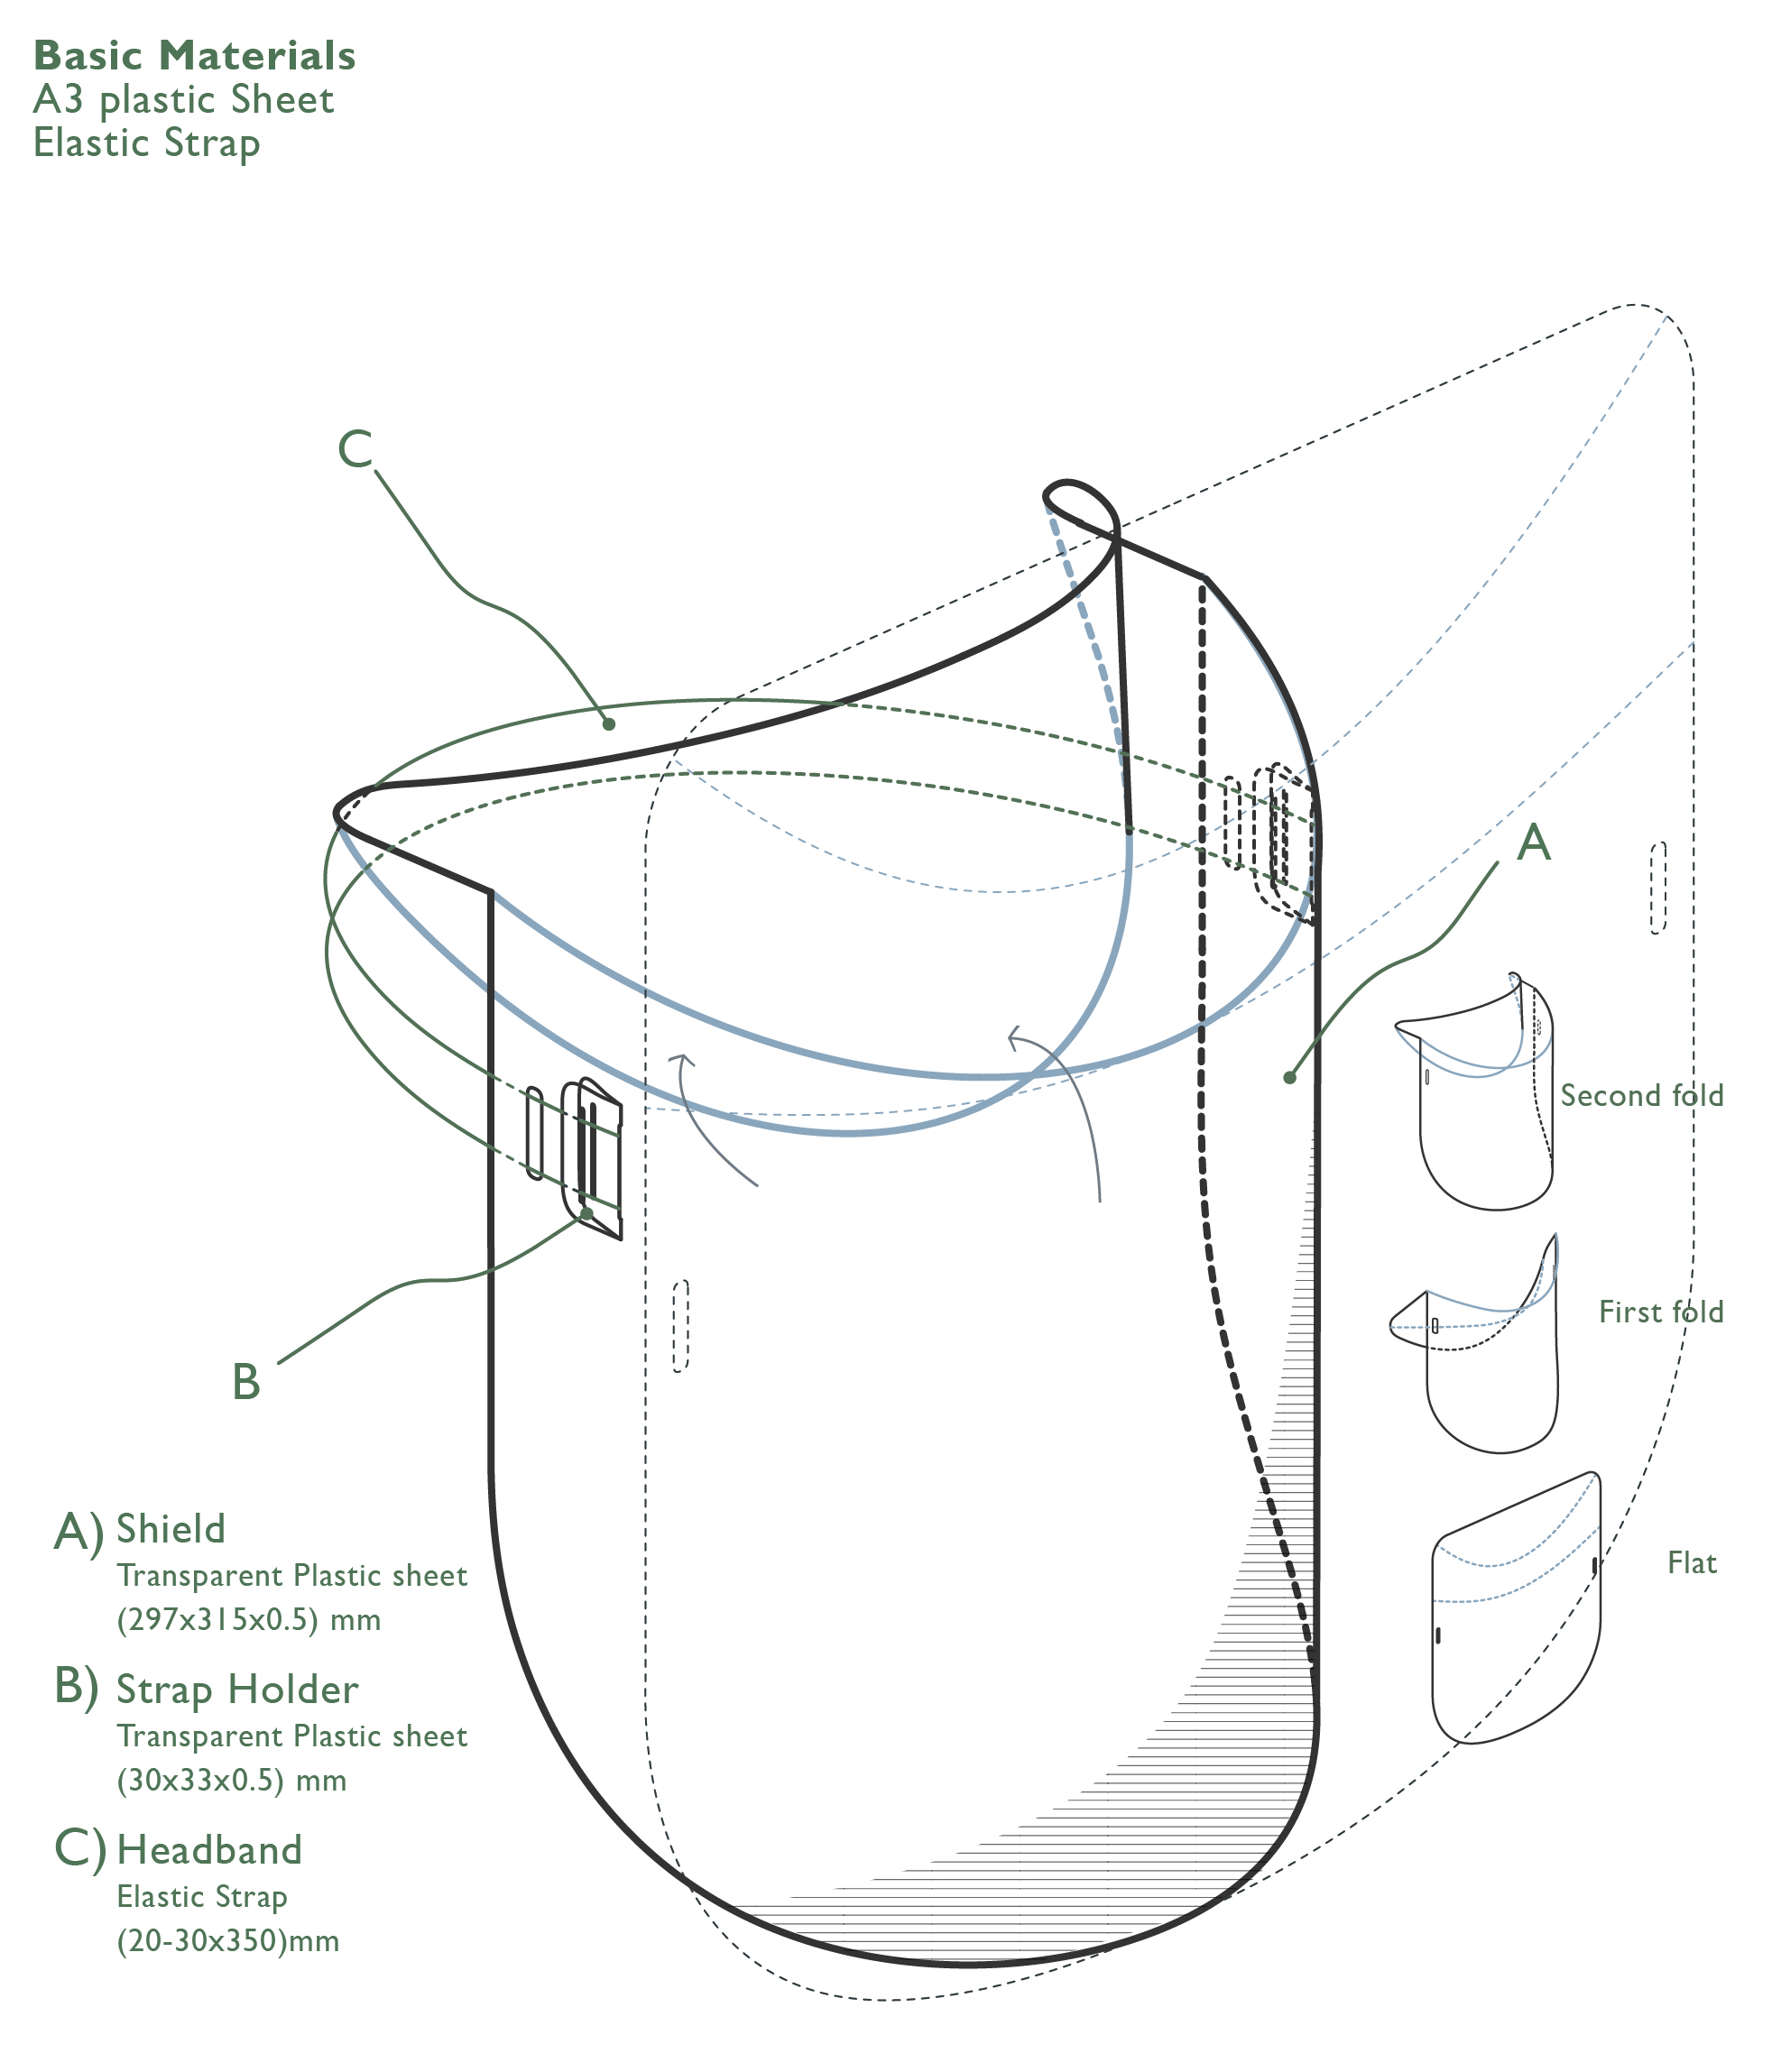 Basic Materials
A3 plastic Sheet
Elastic Strap
C
A
Second fold
B
First fold
A) Shield
Transparent Plastic sheet
(297x315x0.5) mm
Flat
B) Strap Holder
Transparent Plastic sheet
(30x33x0.5) mm
C) Headband
Elastic Strap
(20-30x350)mm